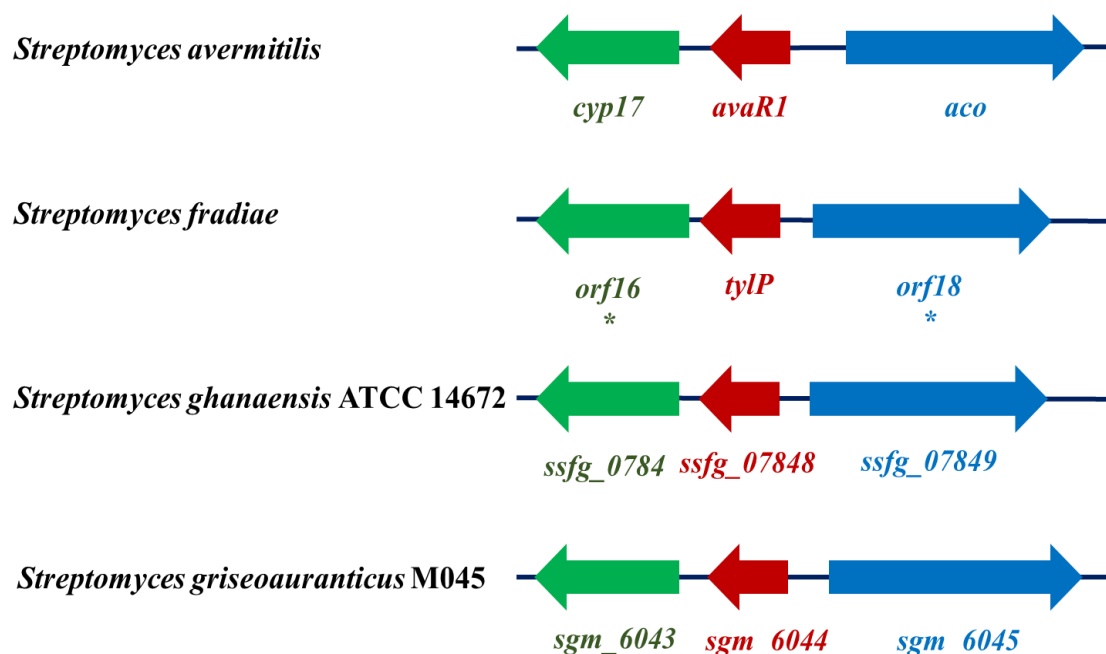 Streptomyces avermitilis
cyp17 avaR1 aco
Streptomyces fradiae
orf16 tylP orf18
* *
Streptomyces ghanaensis ATCC 14672
ssfg_0784 ssfg_07848 ssfg_07849
Streptomyces griseoauranticus M045
sgm_6043 sgm_6044 sgm_6045